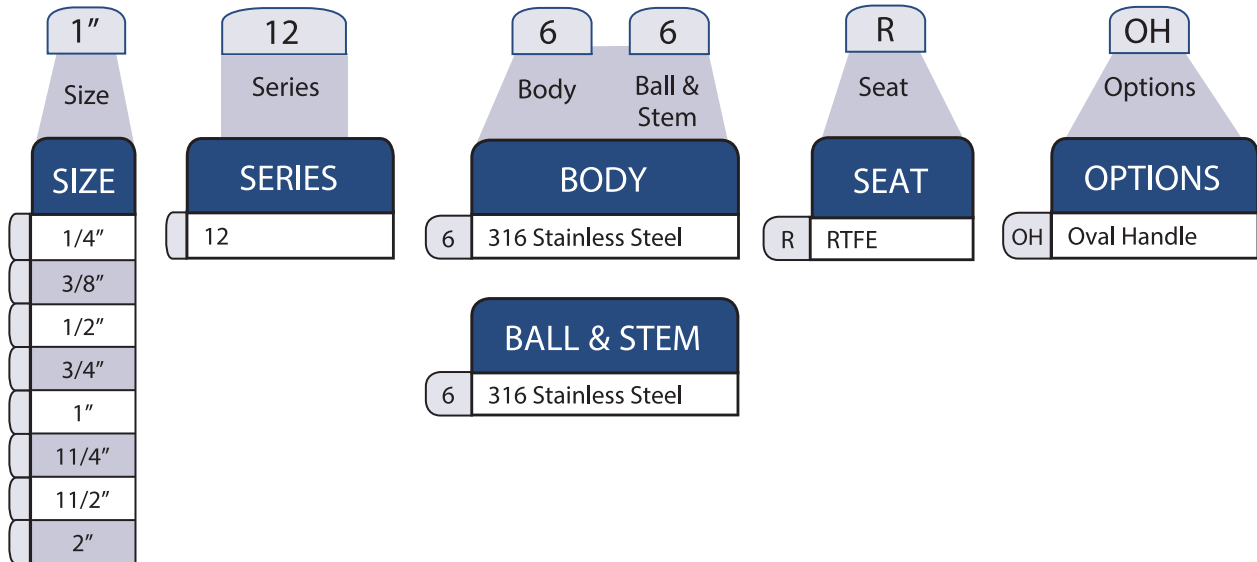 1” 12 6 6 R OH
Size Series Body Ball & Stem Seat Options
SIZE
1/4”
3/8”
1/2”
3/4”
1”
11/4”
11/2”
2”
SERIES
12
BODY
6 316 Stainless Steel
BALL & STEM
6 316 Stainless Steel
SEAT
R RTFE
OPTIONS
OH Oval Handle